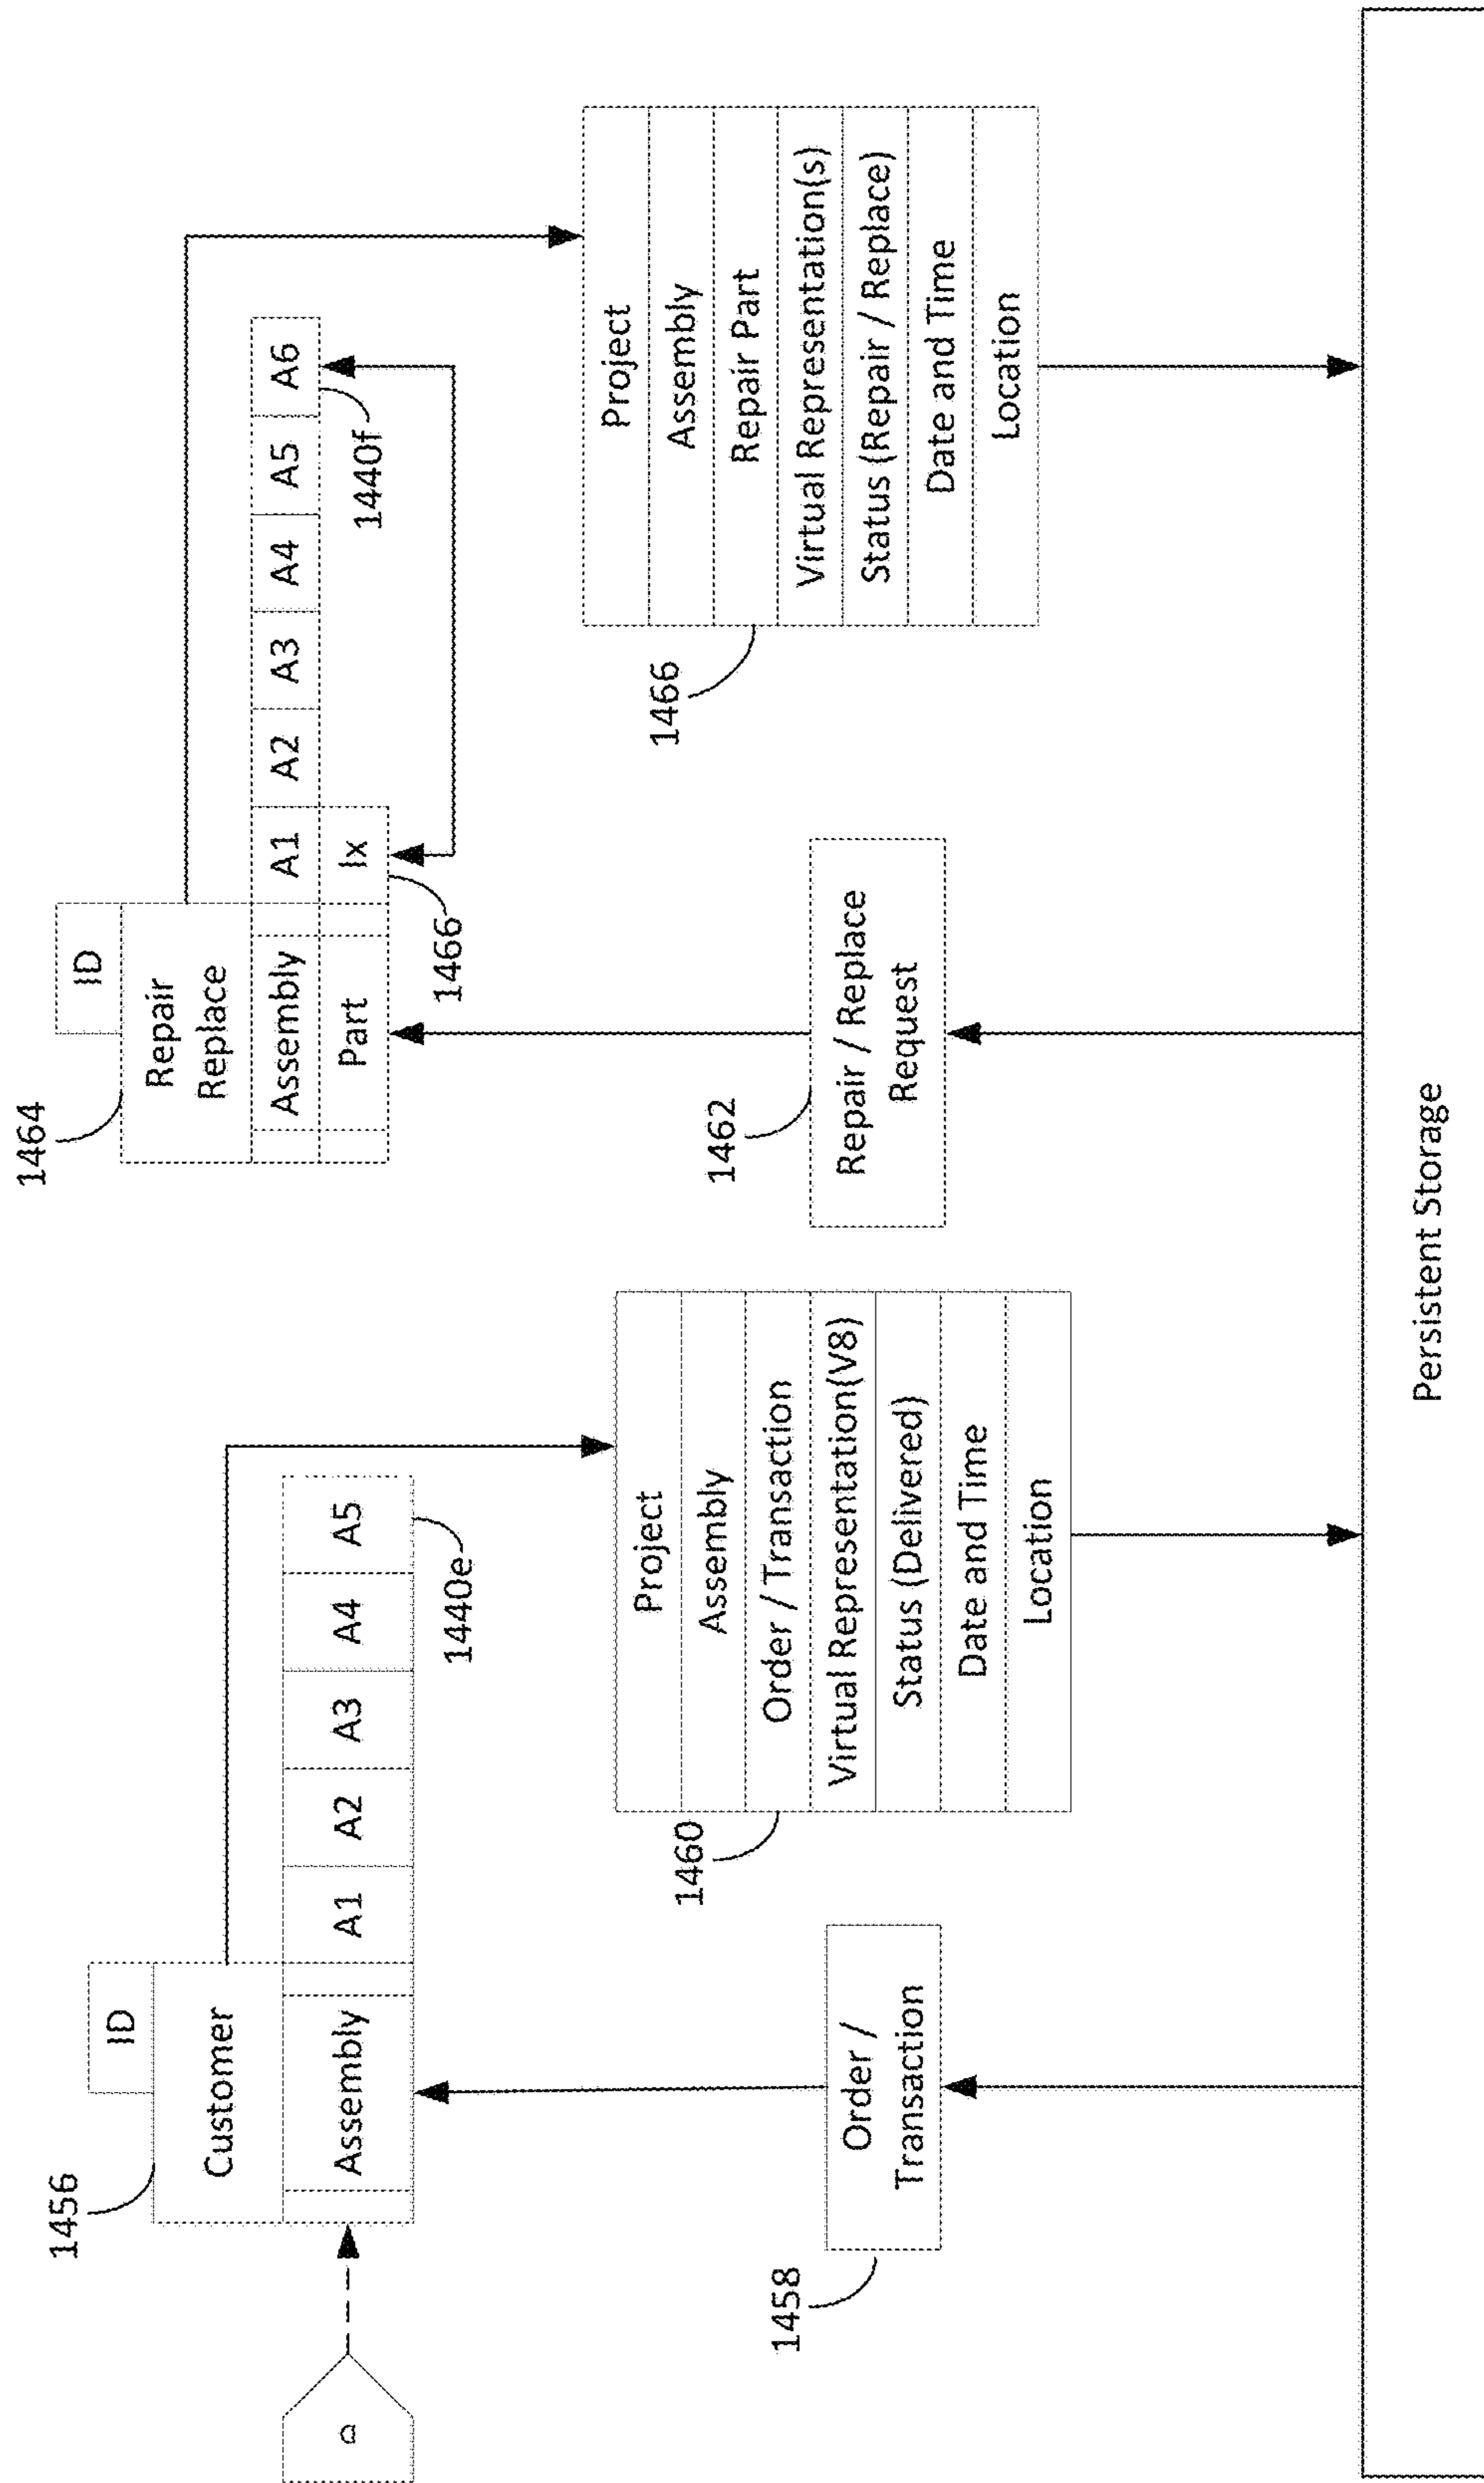 1456
ID
Customer
Assembly
A1
A2
A3
A4
A5
1440e
a
1458
Order /
Transaction
1460
Project
Assembly
Order / Transaction
Virtual Representation(V8)
Status (Delivered)
Date and Time
Location
1464
ID
Repair
Replace
Assembly
A1
A2
A3
A4
A5
A6
Part
Ix
1466
1440f
1462
Repair / Replace
Request
1466
Project
Assembly
Repair Part
Virtual Representation(s)
Status (Repair / Replace)
Date and Time
Location
Persistent Storage